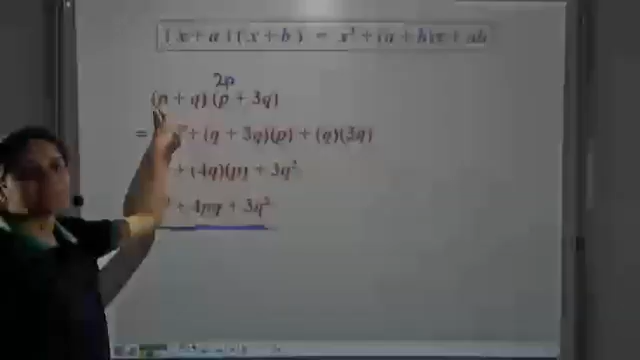 (x+a)(x+b) = x² + (a+b)x + ab
2p
(p + q)(p + 3q)
= + (q + 3q)(p) + (q)(3q)
+ (4q)(p) + 3q²
+ 4pq + 3q²